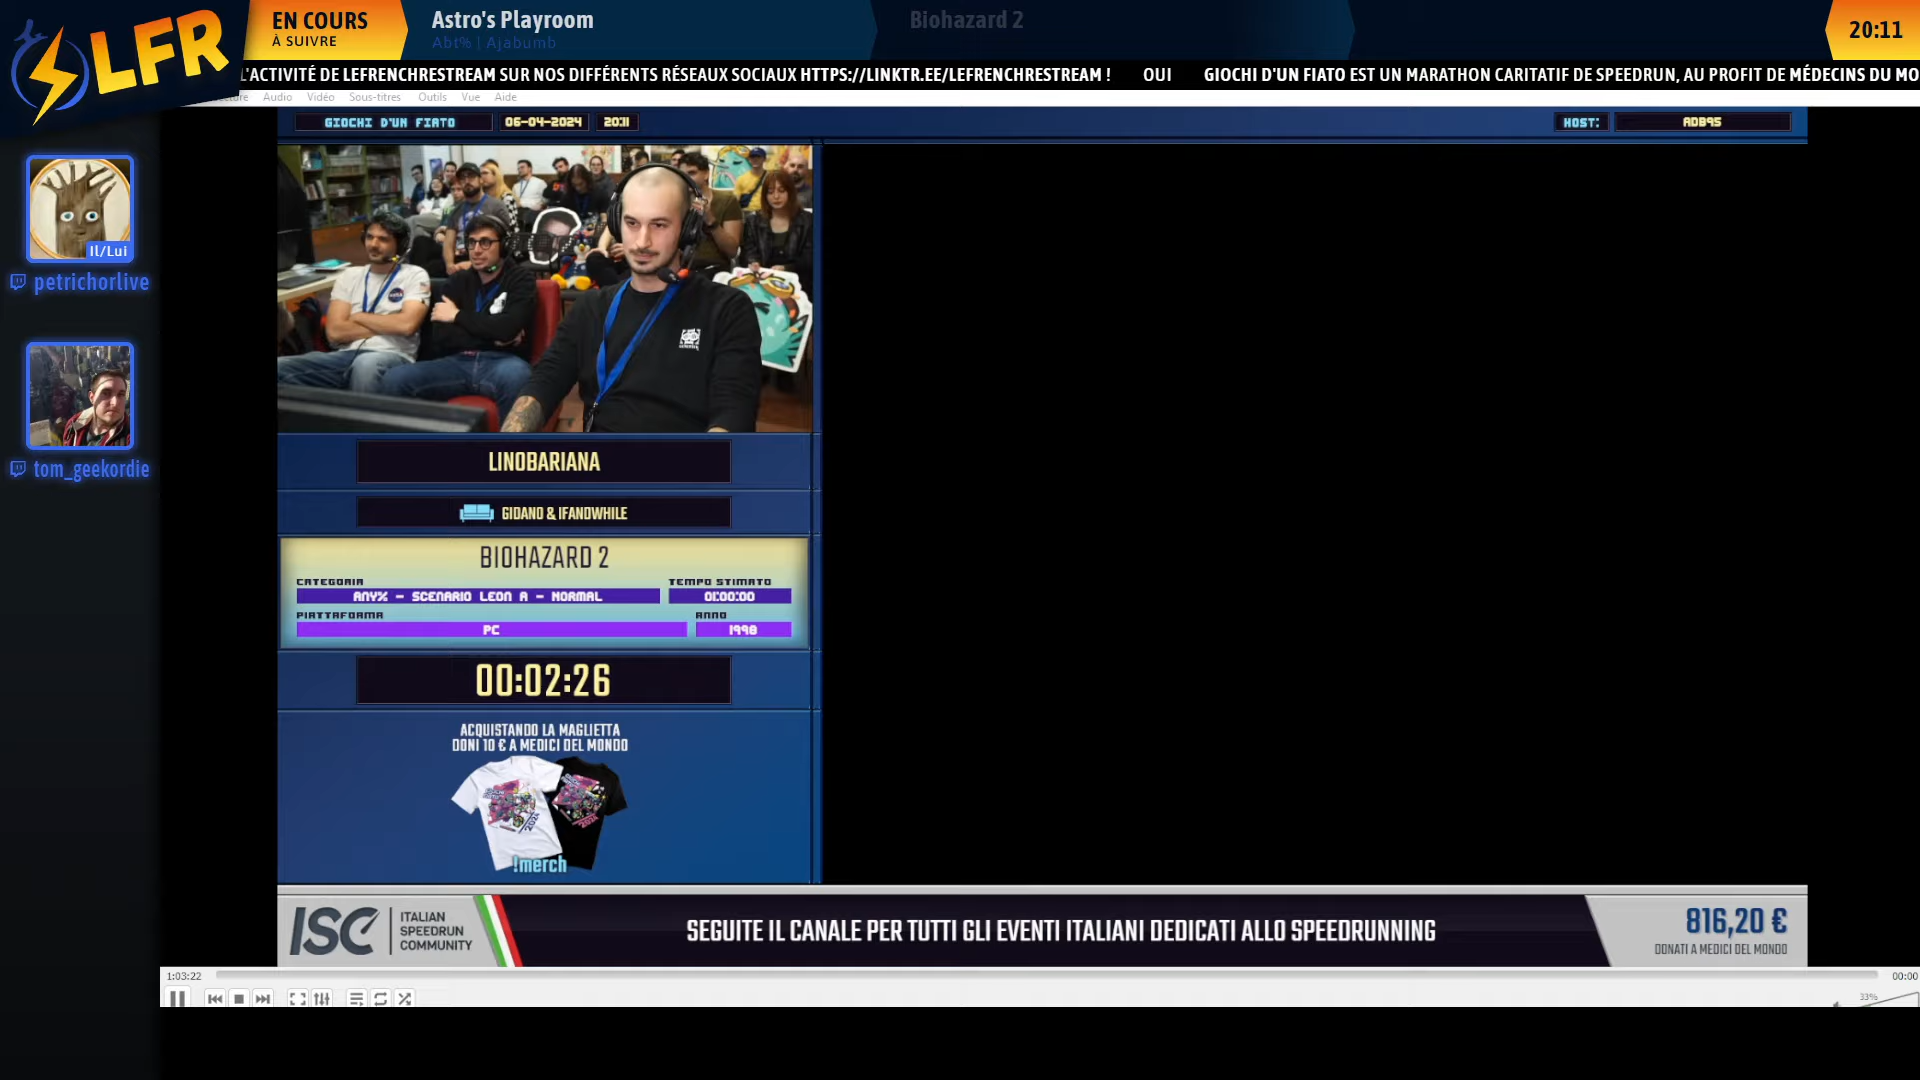 LFR
EN COURS
À SUIVRE
Astro's Playroom
Abt% | Ajabumb
Biohazard 2
20:11
L'ACTIVITÉ DE LEFRENCHRESTREAM SUR NOS DIFFÉRENTS RÉSEAUX SOCIAUX HTTPS://LINKTR.EE/LEFRENCHRESTREAM ! OUI GIOCHI D'UN FIATO EST UN MARATHON CARITATIF DE SPEEDRUN, AU PROFIT DE MÉDECINS DU MO
Audio Vidéo Sous-titres Outils Vue Aide
GIOCHI D'UN FIATO 06-04-2024 20:11
HOST: ADB95
Il/Lui
petrichorlive
tom_geekordie
LINOBARIANA
GIDANO & IFANDWHILE
BIOHAZARD 2
CATEGORIA TEMPO STIMATO
ANY% - SCENARIO LEON A - NORMAL 01:00:00
PIATTAFORMA ANNO
PC 1998
00:02:26
ACQUISTANDO LA MAGLIETTA
DONI 10 € A MEDICI DEL MONDO
2024
2024
!merch
ISC
ITALIAN
SPEEDRUN
COMMUNITY
SEGUITE IL CANALE PER TUTTI GLI EVENTI ITALIANI DEDICATI ALLO SPEEDRUNNING
816,20 €
DONATI A MEDICI DEL MONDO
1:03:22
00:00
33%